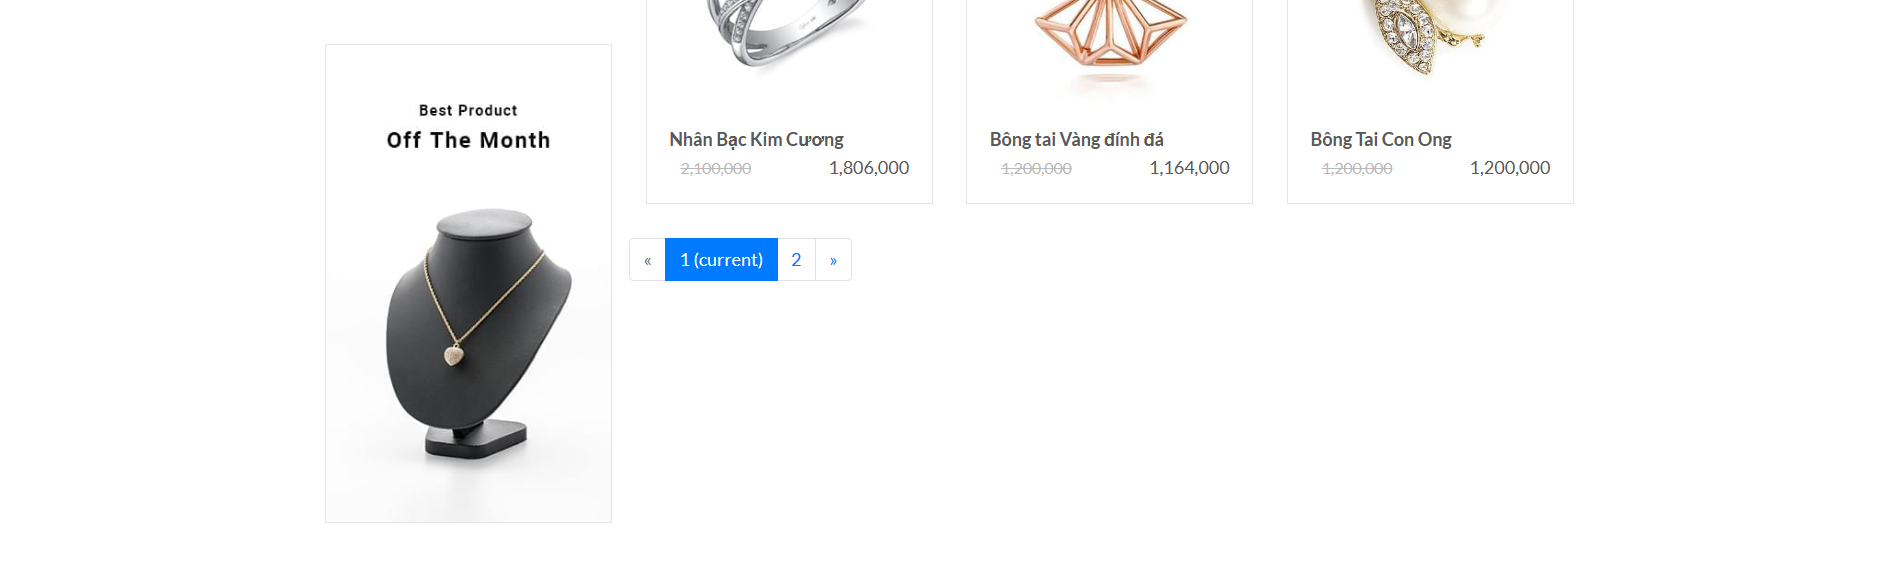 Best Product
Off The Month
Nhân Bạc Kim Cương
2,100,000 1,806,000
Bông tai Vàng đính đá
1,200,000 1,164,000
Bông Tai Con Ong
1,200,000 1,200,000
« 1 (current) 2 »